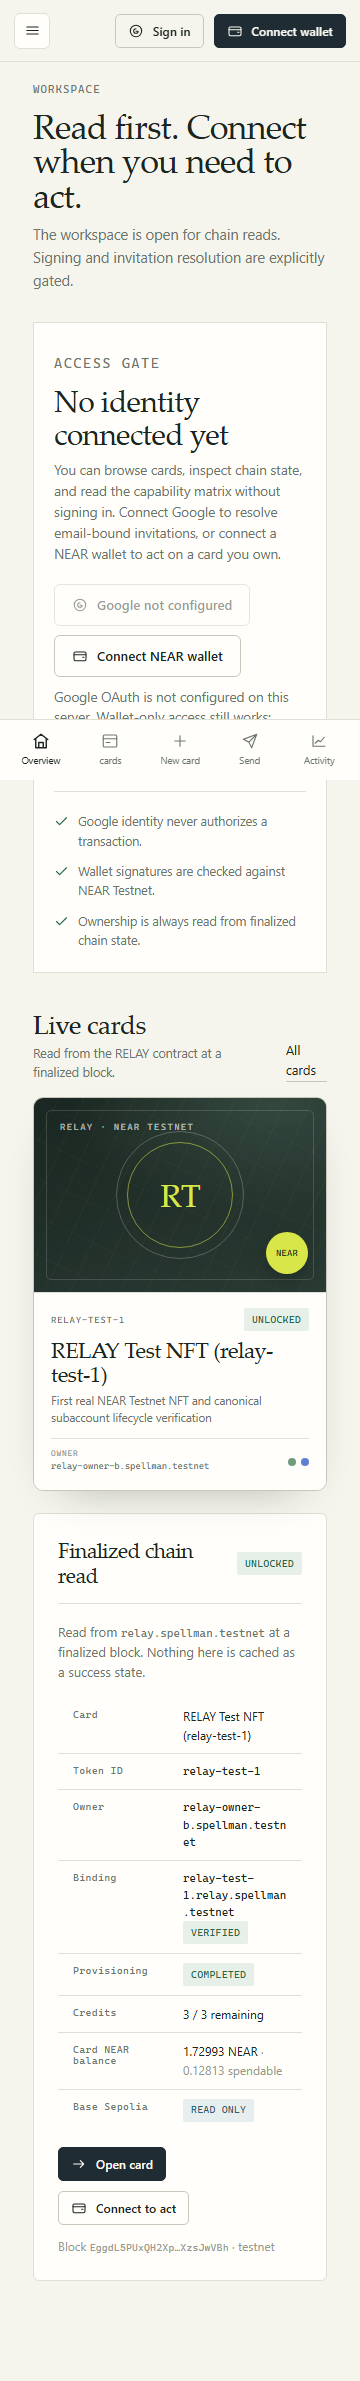 Sign in
Connect wallet
WORKSPACE
Read first. Connect
when you need to
act.
The workspace is open for chain reads.
Signing and invitation resolution are explicitly
gated.
ACCESS GATE
No identity
connected yet
You can browse cards, inspect chain state,
and read the capability matrix without
signing in. Connect Google to resolve
email-bound invitations, or connect a
NEAR wallet to act on a card you own.
Google not configured
Connect NEAR wallet
Google OAuth is not configured on this
server. Wallet-only access still works;
Overview
cards
New card
Send
Activity
Google identity never authorizes a
transaction.
Wallet signatures are checked against
NEAR Testnet.
Ownership is always read from finalized
chain state.
Live cards
Read from the RELAY contract at a
finalized block.
All
cards
RELAY · NEAR TESTNET
RT
NEAR
RELAY-TEST-1
UNLOCKED
RELAY Test NFT (relay-
test-1)
First real NEAR Testnet NFT and canonical
subaccount lifecycle verification
OWNER
relay-owner-b.spellman.testnet
Finalized chain
read
UNLOCKED
Read from relay.spellman.testnet at a
finalized block. Nothing here is cached as
a success state.
Card
RELAY Test NFT
(relay-test-1)
Token ID
relay-test-1
Owner
relay-owner-
b.spellman.testn
et
Binding
relay-test-
1.relay.spellman
.testnet
VERIFIED
Provisioning
COMPLETED
Credits
3 / 3 remaining
Card NEAR
balance
1.72993 NEAR ·
0.12813 spendable
Base Sepolia
READ ONLY
Open card
Connect to act
Block EggdL5PUxQH2Xp…XzsJwVBh · testnet